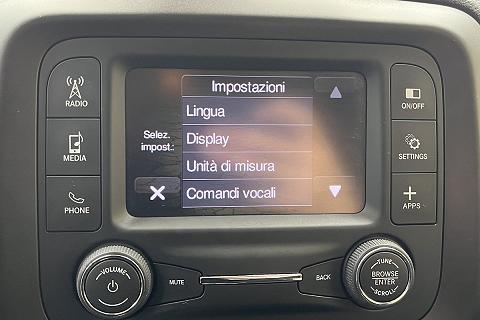 Impostazioni
Lingua
Selez.
impost.:
Display
Unità di misura
Comandi vocali
RADIO
MEDIA
PHONE
ON/OFF
SETTINGS
APPS
VOLUME
MUTE
BACK
TUNE
BROWSE
ENTER
SCROLL